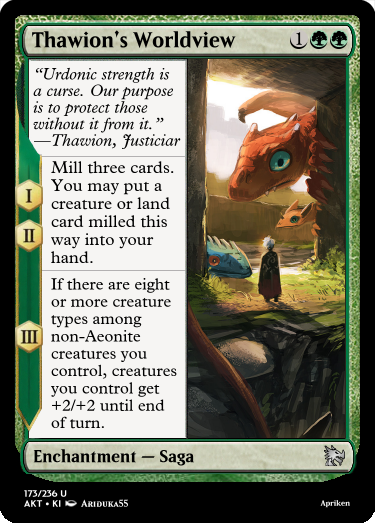 Thawion's Worldview 1
“Urdonic strength is
a curse. Our purpose
is to protect those
without it from it.”
—Thawion, Justiciar
I
II
Mill three cards.
You may put a
creature or land
card milled this
way into your
hand.
III
If there are eight
or more creature
types among
non-Aeonite
creatures you
control, creatures
you control get
+2/+2 until end
of turn.
Enchantment — Saga
173/236 U
AKT • KI Ariduka55
Apriken